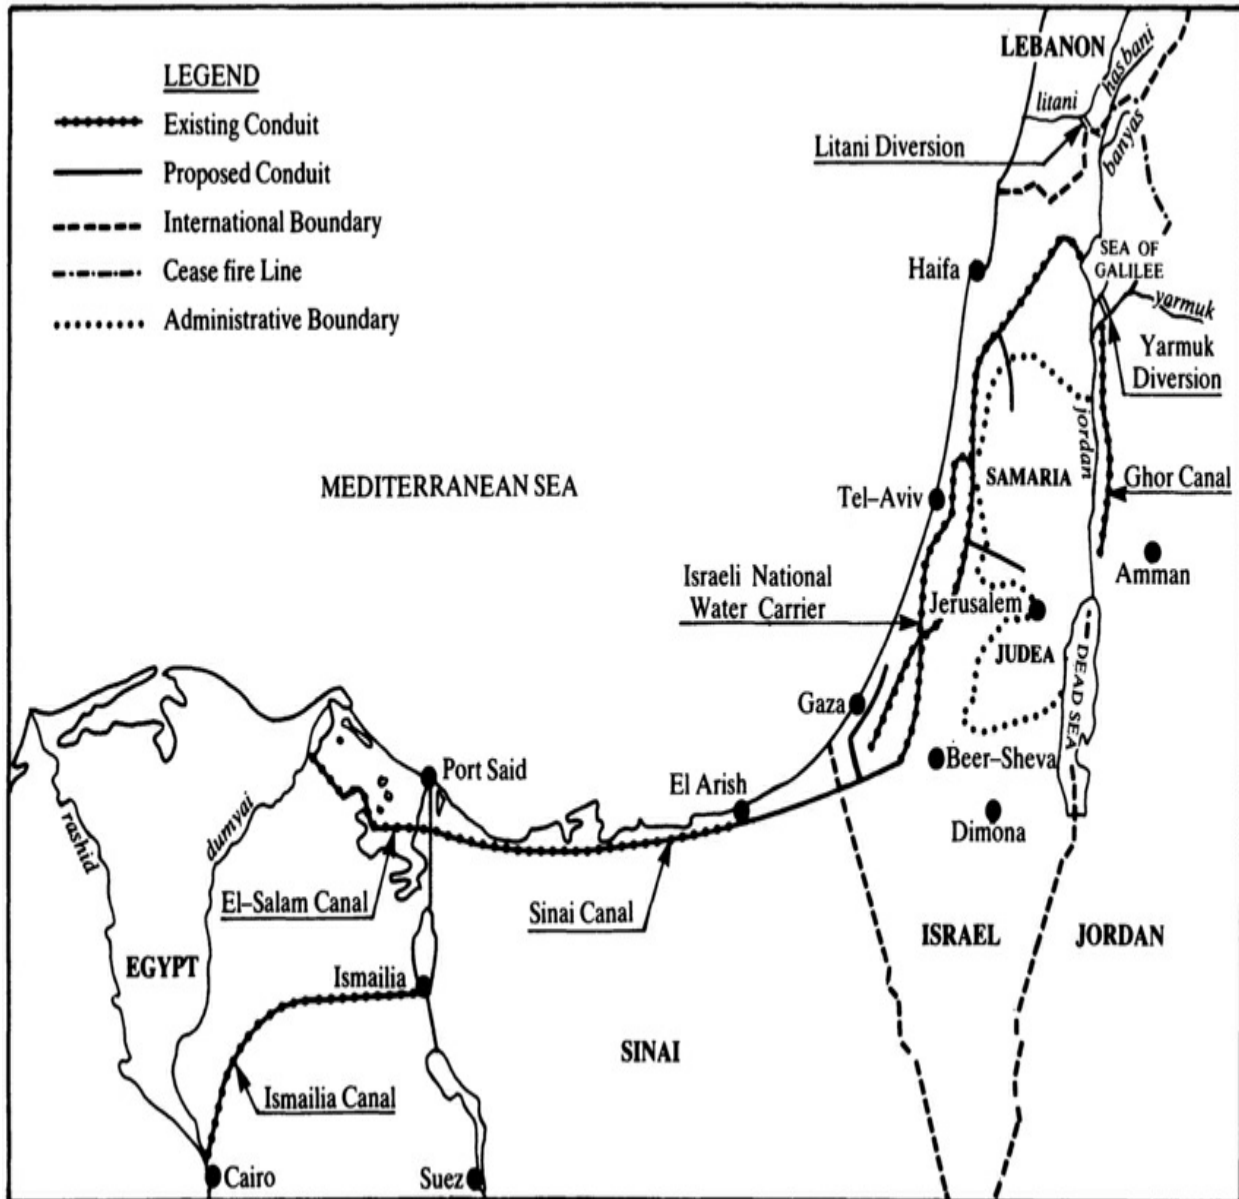 LEGEND
Existing Conduit
Proposed Conduit
International Boundary
Cease fire Line
Administrative Boundary
LEBANON
hasbani
litani
banyas
Litani Diversion
SEA OF
GALILEE
Haifa
yarmuk
Yarmuk
Diversion
jordan
MEDITERRANEAN SEA
SAMARIA
Ghor Canal
Tel–Aviv
Amman
Israeli National
Water Carrier
Jerusalem
JUDEA
DEAD SEA
Gaza
Beer–Sheva
Port Said
El Arish
Dimona
rashid
dumyai
El–Salam Canal
Sinai Canal
ISRAEL
JORDAN
EGYPT
Ismailia
SINAI
Ismailia Canal
Cairo
Suez